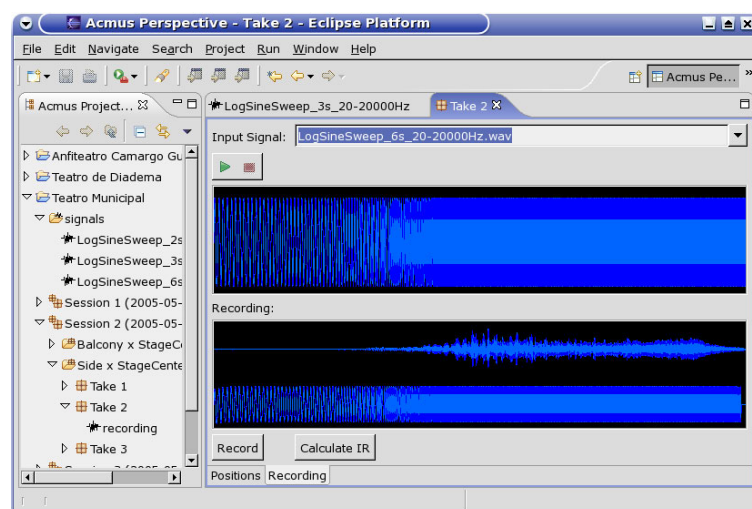 Acmus Perspective - Take 2 - Eclipse Platform
File Edit Navigate Search Project Run Window Help
Acmus Pe... »
Acmus Project...
LogSineSweep_3s_20-20000Hz
Take 2
Input Signal: LogSineSweep_6s_20-20000Hz.wav
Anfiteatro Camargo Gu
Teatro de Diadema
Teatro Municipal
signals
LogSineSweep_2s
LogSineSweep_3s
LogSineSweep_6s
Session 1 (2005-05-
Session 2 (2005-05-
Balcony x StageC
Side x StageCente
Take 1
Take 2
recording
Take 3
Recording:
Record
Calculate IR
Positions Recording